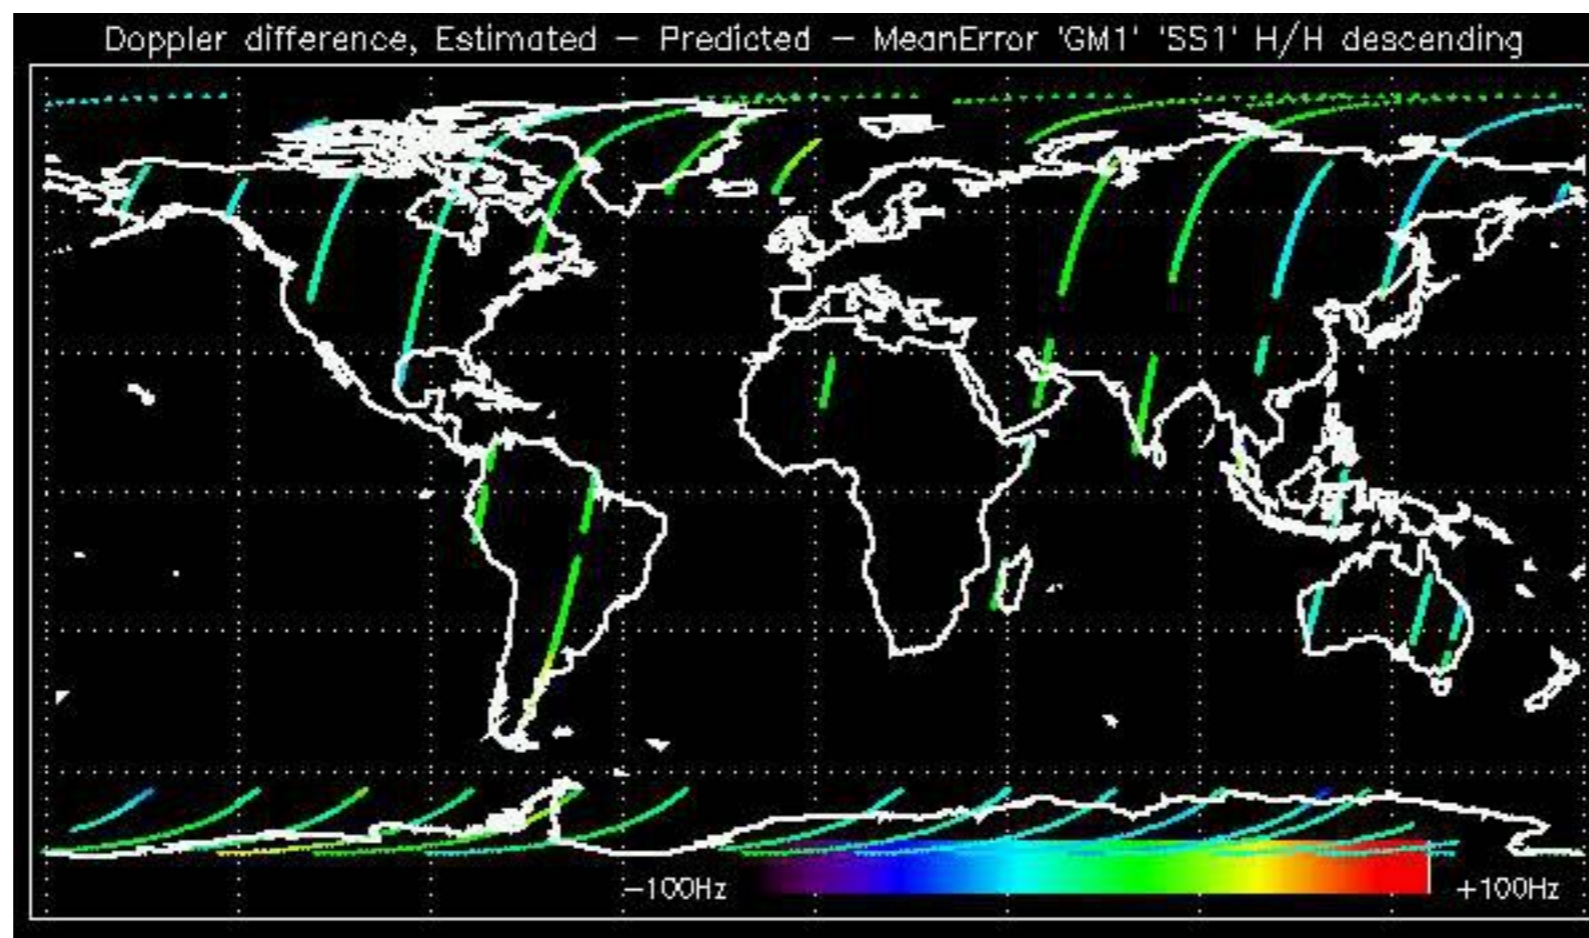 Doppler difference, Estimated – Predicted – MeanError 'GM1' 'SS1' H/H descending
−100Hz
+100Hz